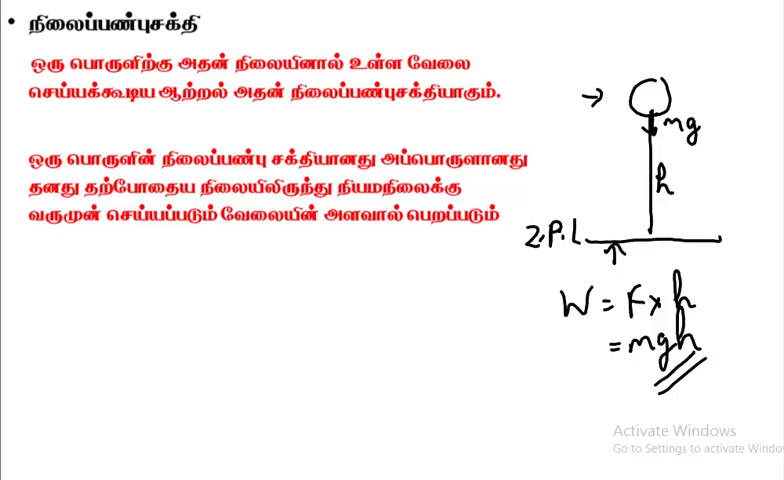 • நிலைப்பண்புசக்தி
ஒரு பொருளிற்கு அதன் நிலையினால் உள்ள வேலை
செய்யக்கூடிய ஆற்றல் அதன் நிலைப்பண்புசக்தியாகும்.
ஒரு பொருளின் நிலைப்பண்பு சக்தியானது அப்பொருளானது
தனது தற்போதைய நிலையிலிருந்து நியமநிலைக்கு
வருமுன் செய்யப்படும் வேலையின் அளவால் பெறப்படும்
mg
h
Z.P.L
W = F × h
= mgh
Activate Windows
Go to Settings to activate Windo